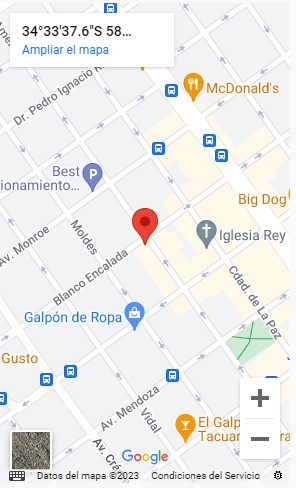 34°33'37.6"S 58...
Ampliar el mapa
Dr. Pedro Ignacio R
McDonald's
Best
ionamiento...
Big Dog
Iglesia Rey
Av. Monroe
Moldes
Blanco Encalada
Cdad. de La Paz
Galpón de Ropa
Gusto
Av. Mendoza
Vidal
El Galp
Tacuar
Av. Crá
Google
Datos del mapa ©2023
Condiciones del Servicio